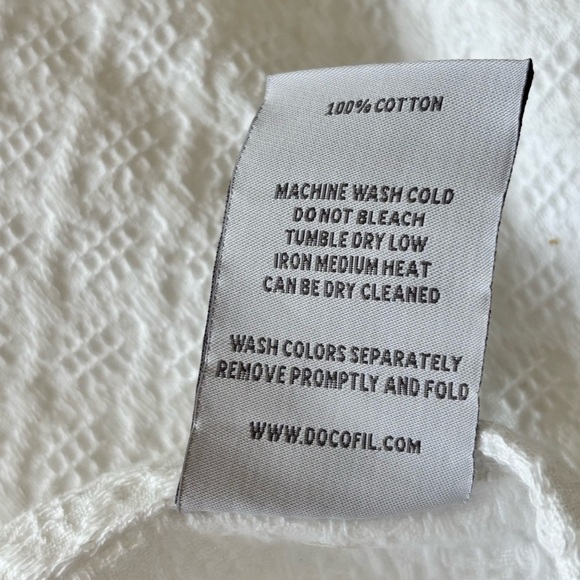 100% COTTON
MACHINE WASH COLD
DO NOT BLEACH
TUMBLE DRY LOW
IRON MEDIUM HEAT
CAN BE DRY CLEANED
WASH COLORS SEPARATELY
REMOVE PROMPTLY AND FOLD
WWW.DOCOFIL.COM